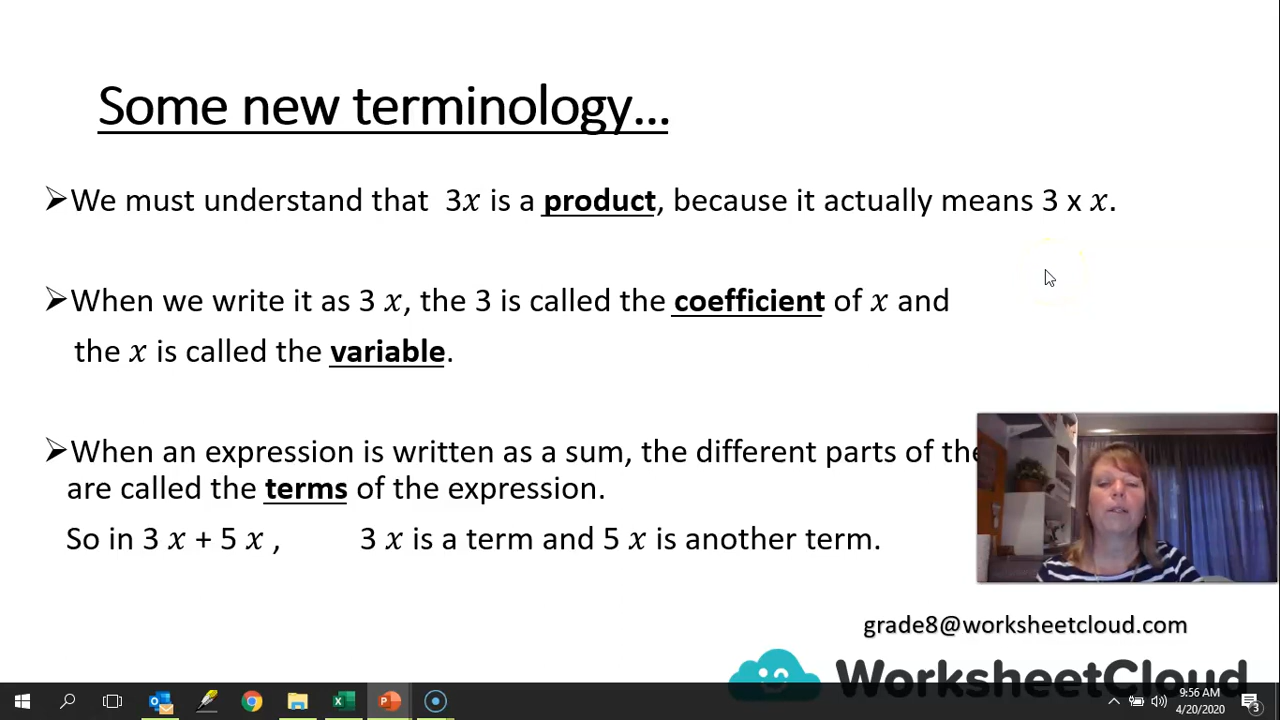 Some new terminology...
➢We must understand that 3𝑥 is a product, because it actually means 3 x 𝑥.
➢When we write it as 3 𝑥, the 3 is called the coefficient of 𝑥 and
the 𝑥 is called the variable.
➢When an expression is written as a sum, the different parts of the
are called the terms of the expression.
So in 3 𝑥 + 5 𝑥 , 3 𝑥 is a term and 5 𝑥 is another term.
grade8@worksheetcloud.com
WorksheetCloud
9:56 AM
4/20/2020
3